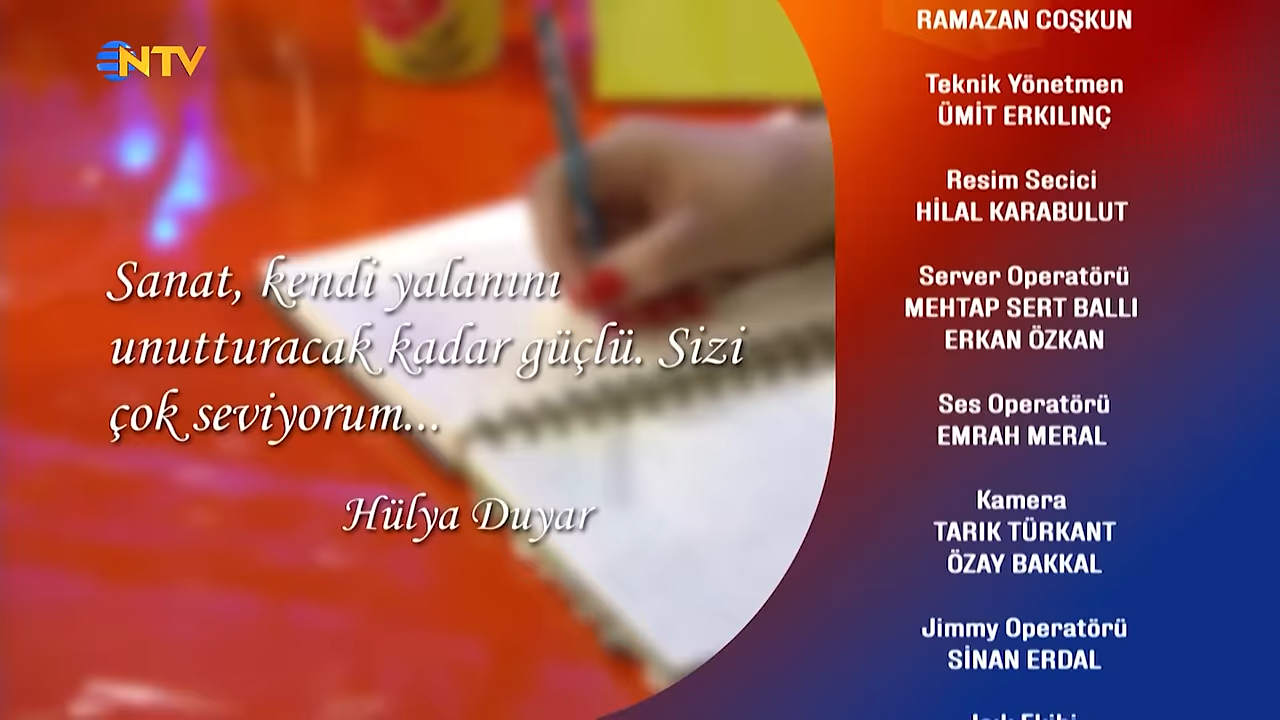 NTV
Sanat, kendi yalanını
unutturacak kadar güçlü. Sizi
çok seviyorum...
Hülya Duyar
RAMAZAN COŞKUN
Teknik Yönetmen
ÜMİT ERKILINÇ
Resim Secici
HİLAL KARABULUT
Server Operatörü
MEHTAP SERT BALLI
ERKAN ÖZKAN
Ses Operatörü
EMRAH MERAL
Kamera
TARIK TÜRKANT
ÖZAY BAKKAL
Jimmy Operatörü
SİNAN ERDAL